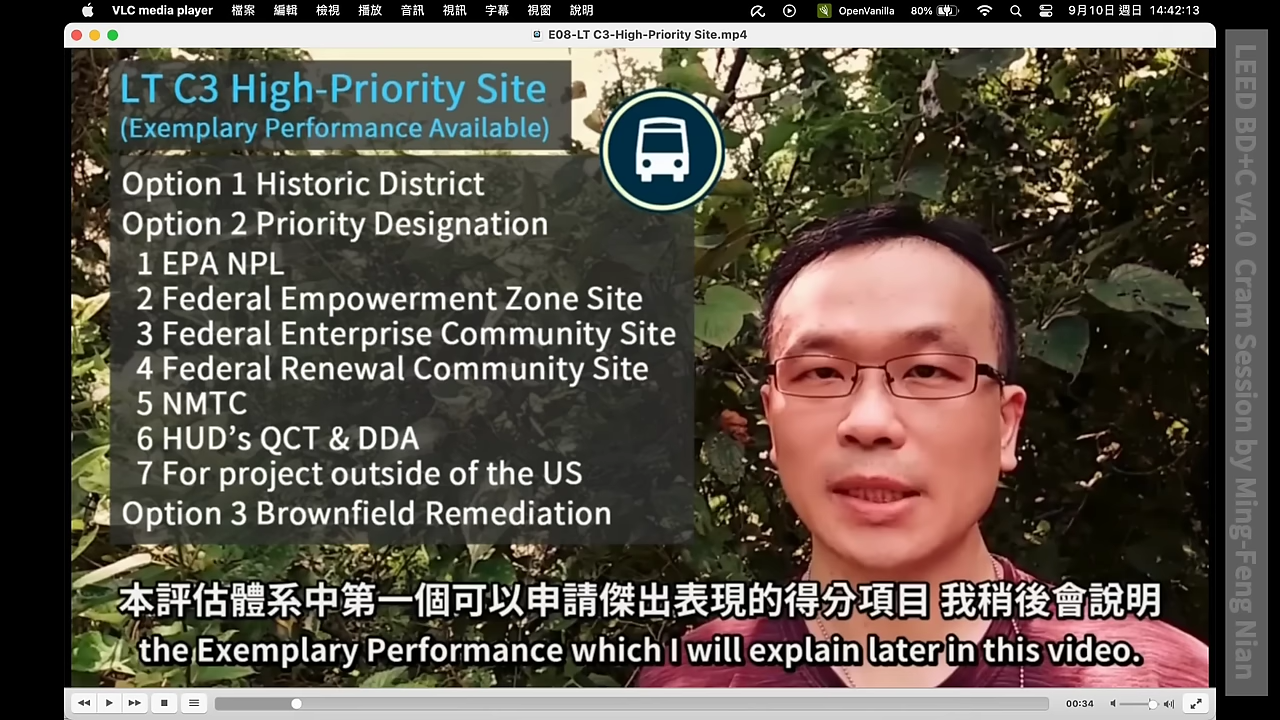 VLC media player 檔案 編輯 檢視 播放 音訊 視訊 字幕 視窗 說明 OpenVanilla 80% 9月10日 週日 14:42:13
E08-LT C3-High-Priority Site.mp4
LT C3 High-Priority Site
(Exemplary Performance Available)
Option 1 Historic District
Option 2 Priority Designation
1 EPA NPL
2 Federal Empowerment Zone Site
3 Federal Enterprise Community Site
4 Federal Renewal Community Site
5 NMTC
6 HUD’s QCT & DDA
7 For project outside of the US
Option 3 Brownfield Remediation
本評估體系中第一個可以申請傑出表現的得分項目 我稍後會說明
the Exemplary Performance which I will explain later in this video.
00:34
LEED BD+C v4.0 Cram Session by Ming-Feng Nian